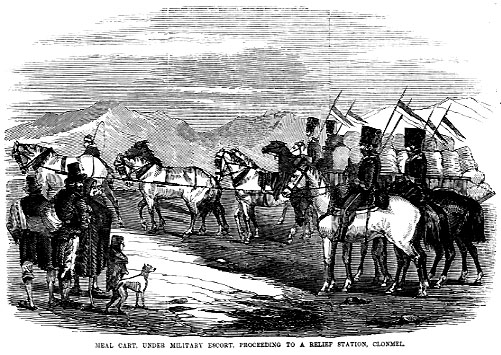 MEAL CART, UNDER MILITARY ESCORT, PROCEEDING TO A RELIEF STATION, CLONMEL.